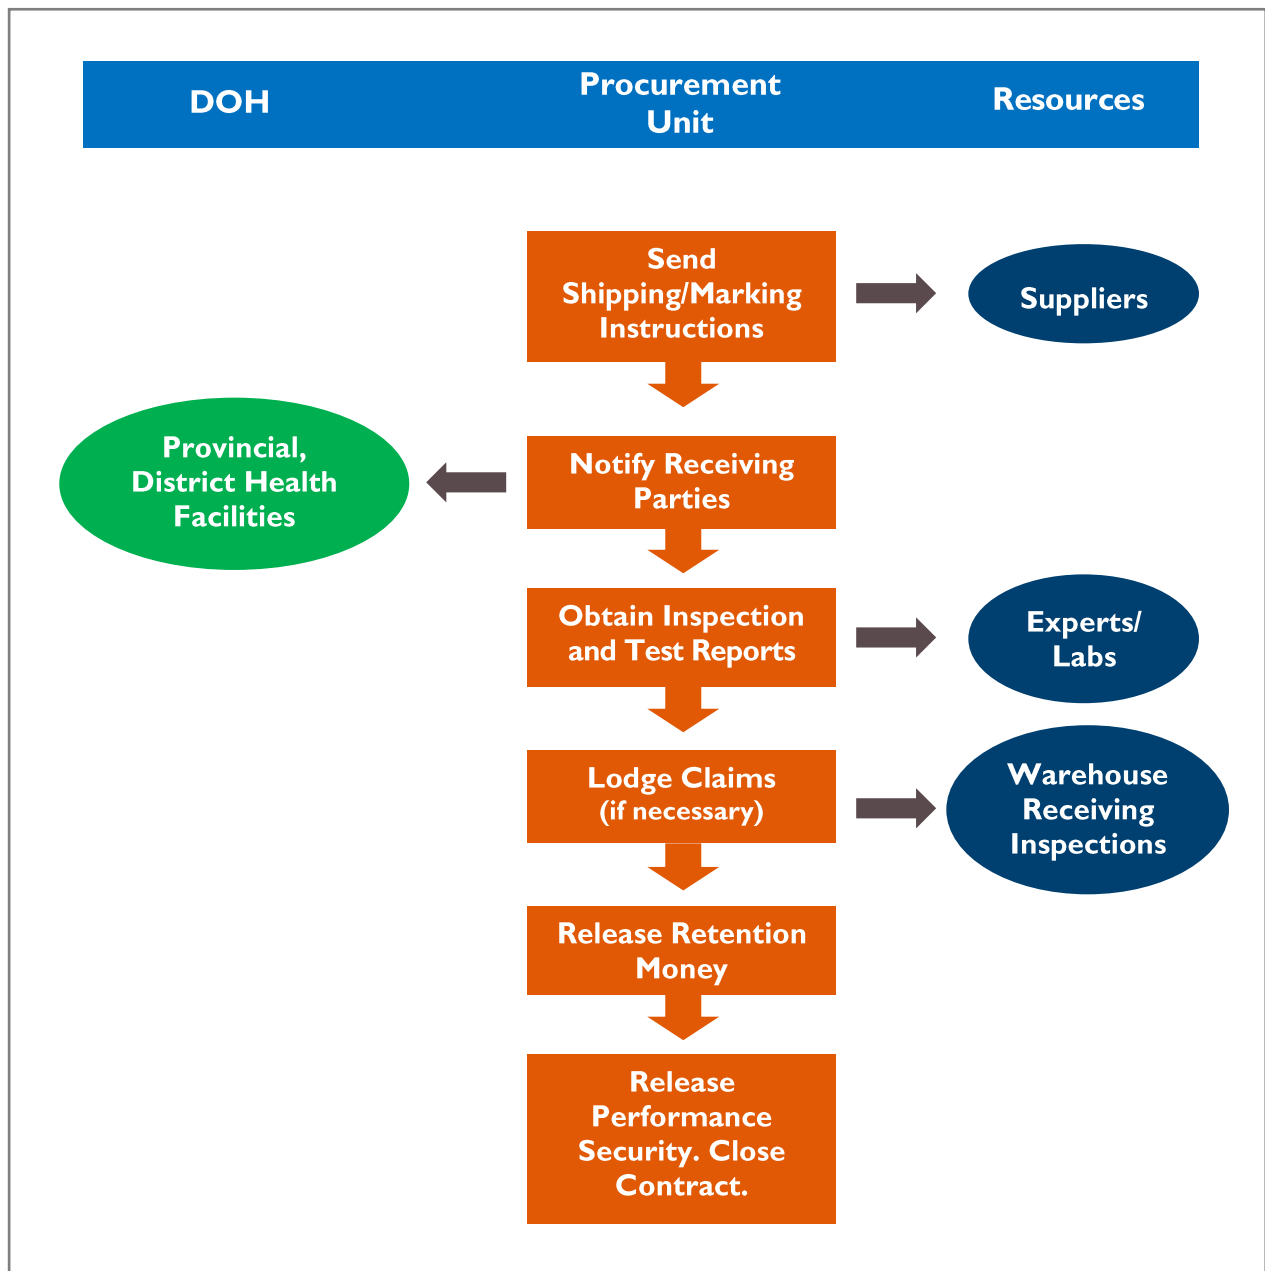 DOH
Procurement
Unit
Resources
Send
Shipping/Marking
Instructions
Suppliers
Provincial,
District Health
Facilities
Notify Receiving
Parties
Obtain Inspection
and Test Reports
Experts/
Labs
Lodge Claims
(if necessary)
Warehouse
Receiving
Inspections
Release Retention
Money
Release
Performance
Security. Close
Contract.